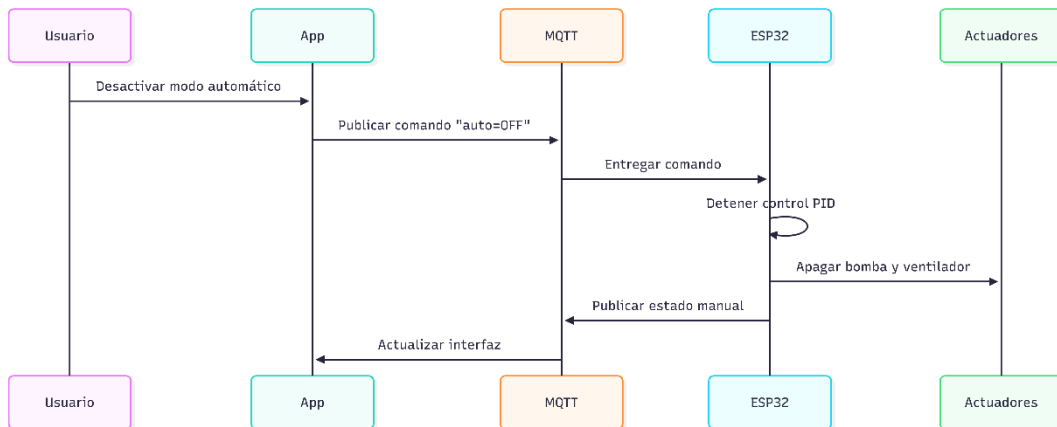 Usuario
App
MQTT
ESP32
Actuadores
Desactivar modo automático
Publicar comando "auto=OFF"
Entregar comando
Detener control PID
Apagar bomba y ventilador
Publicar estado manual
Actualizar interfaz
Usuario
App
MQTT
ESP32
Actuadores